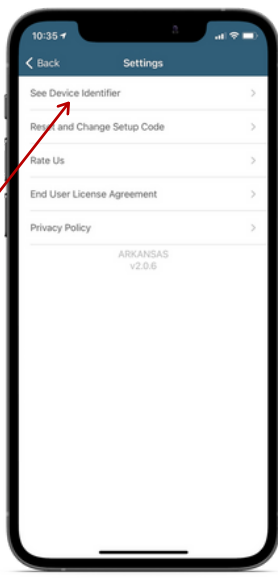 10:35
Back Settings
See Device Identifier
Reset and Change Setup Code
Rate Us
End User License Agreement
Privacy Policy
ARKANSAS
v2.0.6